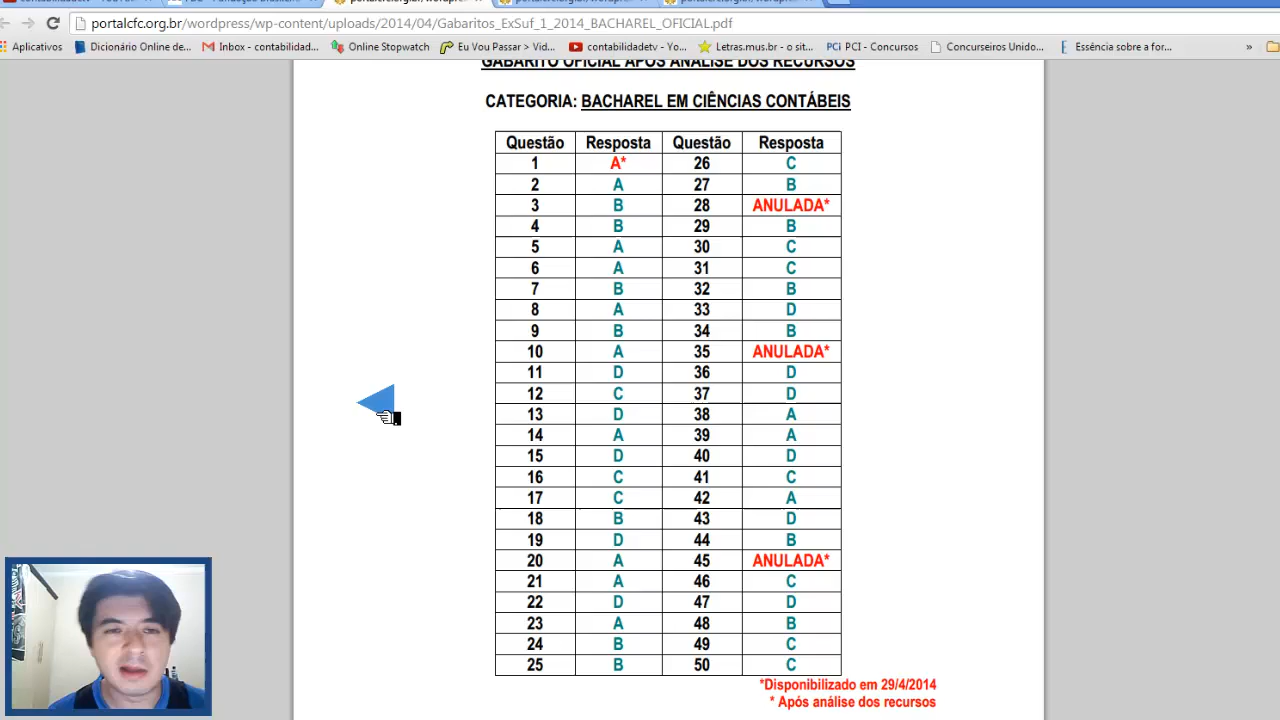 portalcfc.org.br/wordpress/wp-content/uploads/2014/04/Gabaritos_ExSuf_1_2014_BACHAREL_OFICIAL.pdf
Aplicativos Dicionário Online de... Inbox - contabilidad... Online Stopwatch Eu Vou Passar > Vid... contabilidadetv - Yo... Letras.mus.br - o sit... PCi PCI - Concursos Concurseiros Unido... Essência sobre a for... »
GABARITO OFICIAL APÓS ANÁLISE DOS RECURSOS
CATEGORIA: BACHAREL EM CIÊNCIAS CONTÁBEIS
Questão Resposta Questão Resposta
1 A* 26 C
2 A 27 B
3 B 28 ANULADA*
4 B 29 B
5 A 30 C
6 A 31 C
7 B 32 B
8 A 33 D
9 B 34 B
10 A 35 ANULADA*
11 D 36 D
12 C 37 D
13 D 38 A
14 A 39 A
15 D 40 D
16 C 41 C
17 C 42 A
18 B 43 D
19 D 44 B
20 A 45 ANULADA*
21 A 46 C
22 D 47 D
23 A 48 B
24 B 49 C
25 B 50 C
*Disponibilizado em 29/4/2014
* Após análise dos recursos